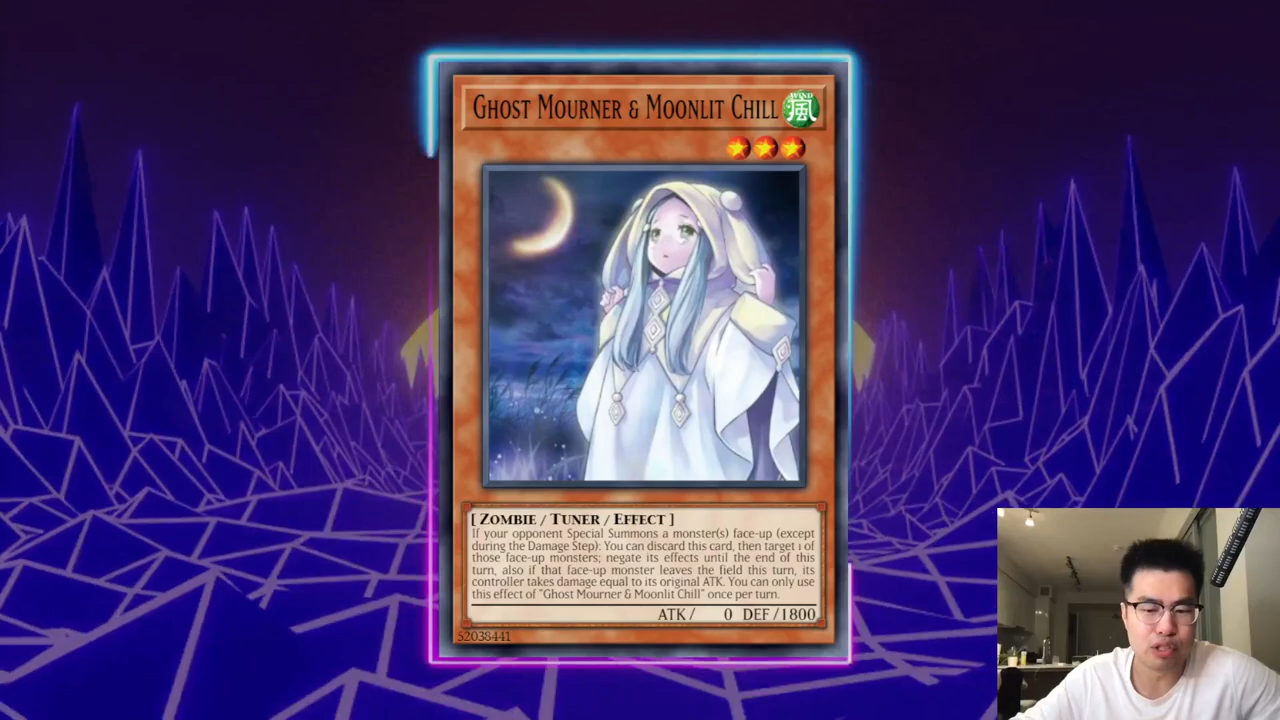 GHOST MOURNER & MOONLIT CHILL
WIND
風
[ ZOMBIE / TUNER / EFFECT ]
If your opponent Special Summons a monster(s) face-up (except
during the Damage Step): You can discard this card, then target 1 of
those face-up monsters; negate its effects until the end of this
turn, also if that face-up monster leaves the field this turn, its
controller takes damage equal to its original ATK. You can only use
this effect of "Ghost Mourner & Moonlit Chill" once per turn.
ATK/ 0 DEF/1800
52038441